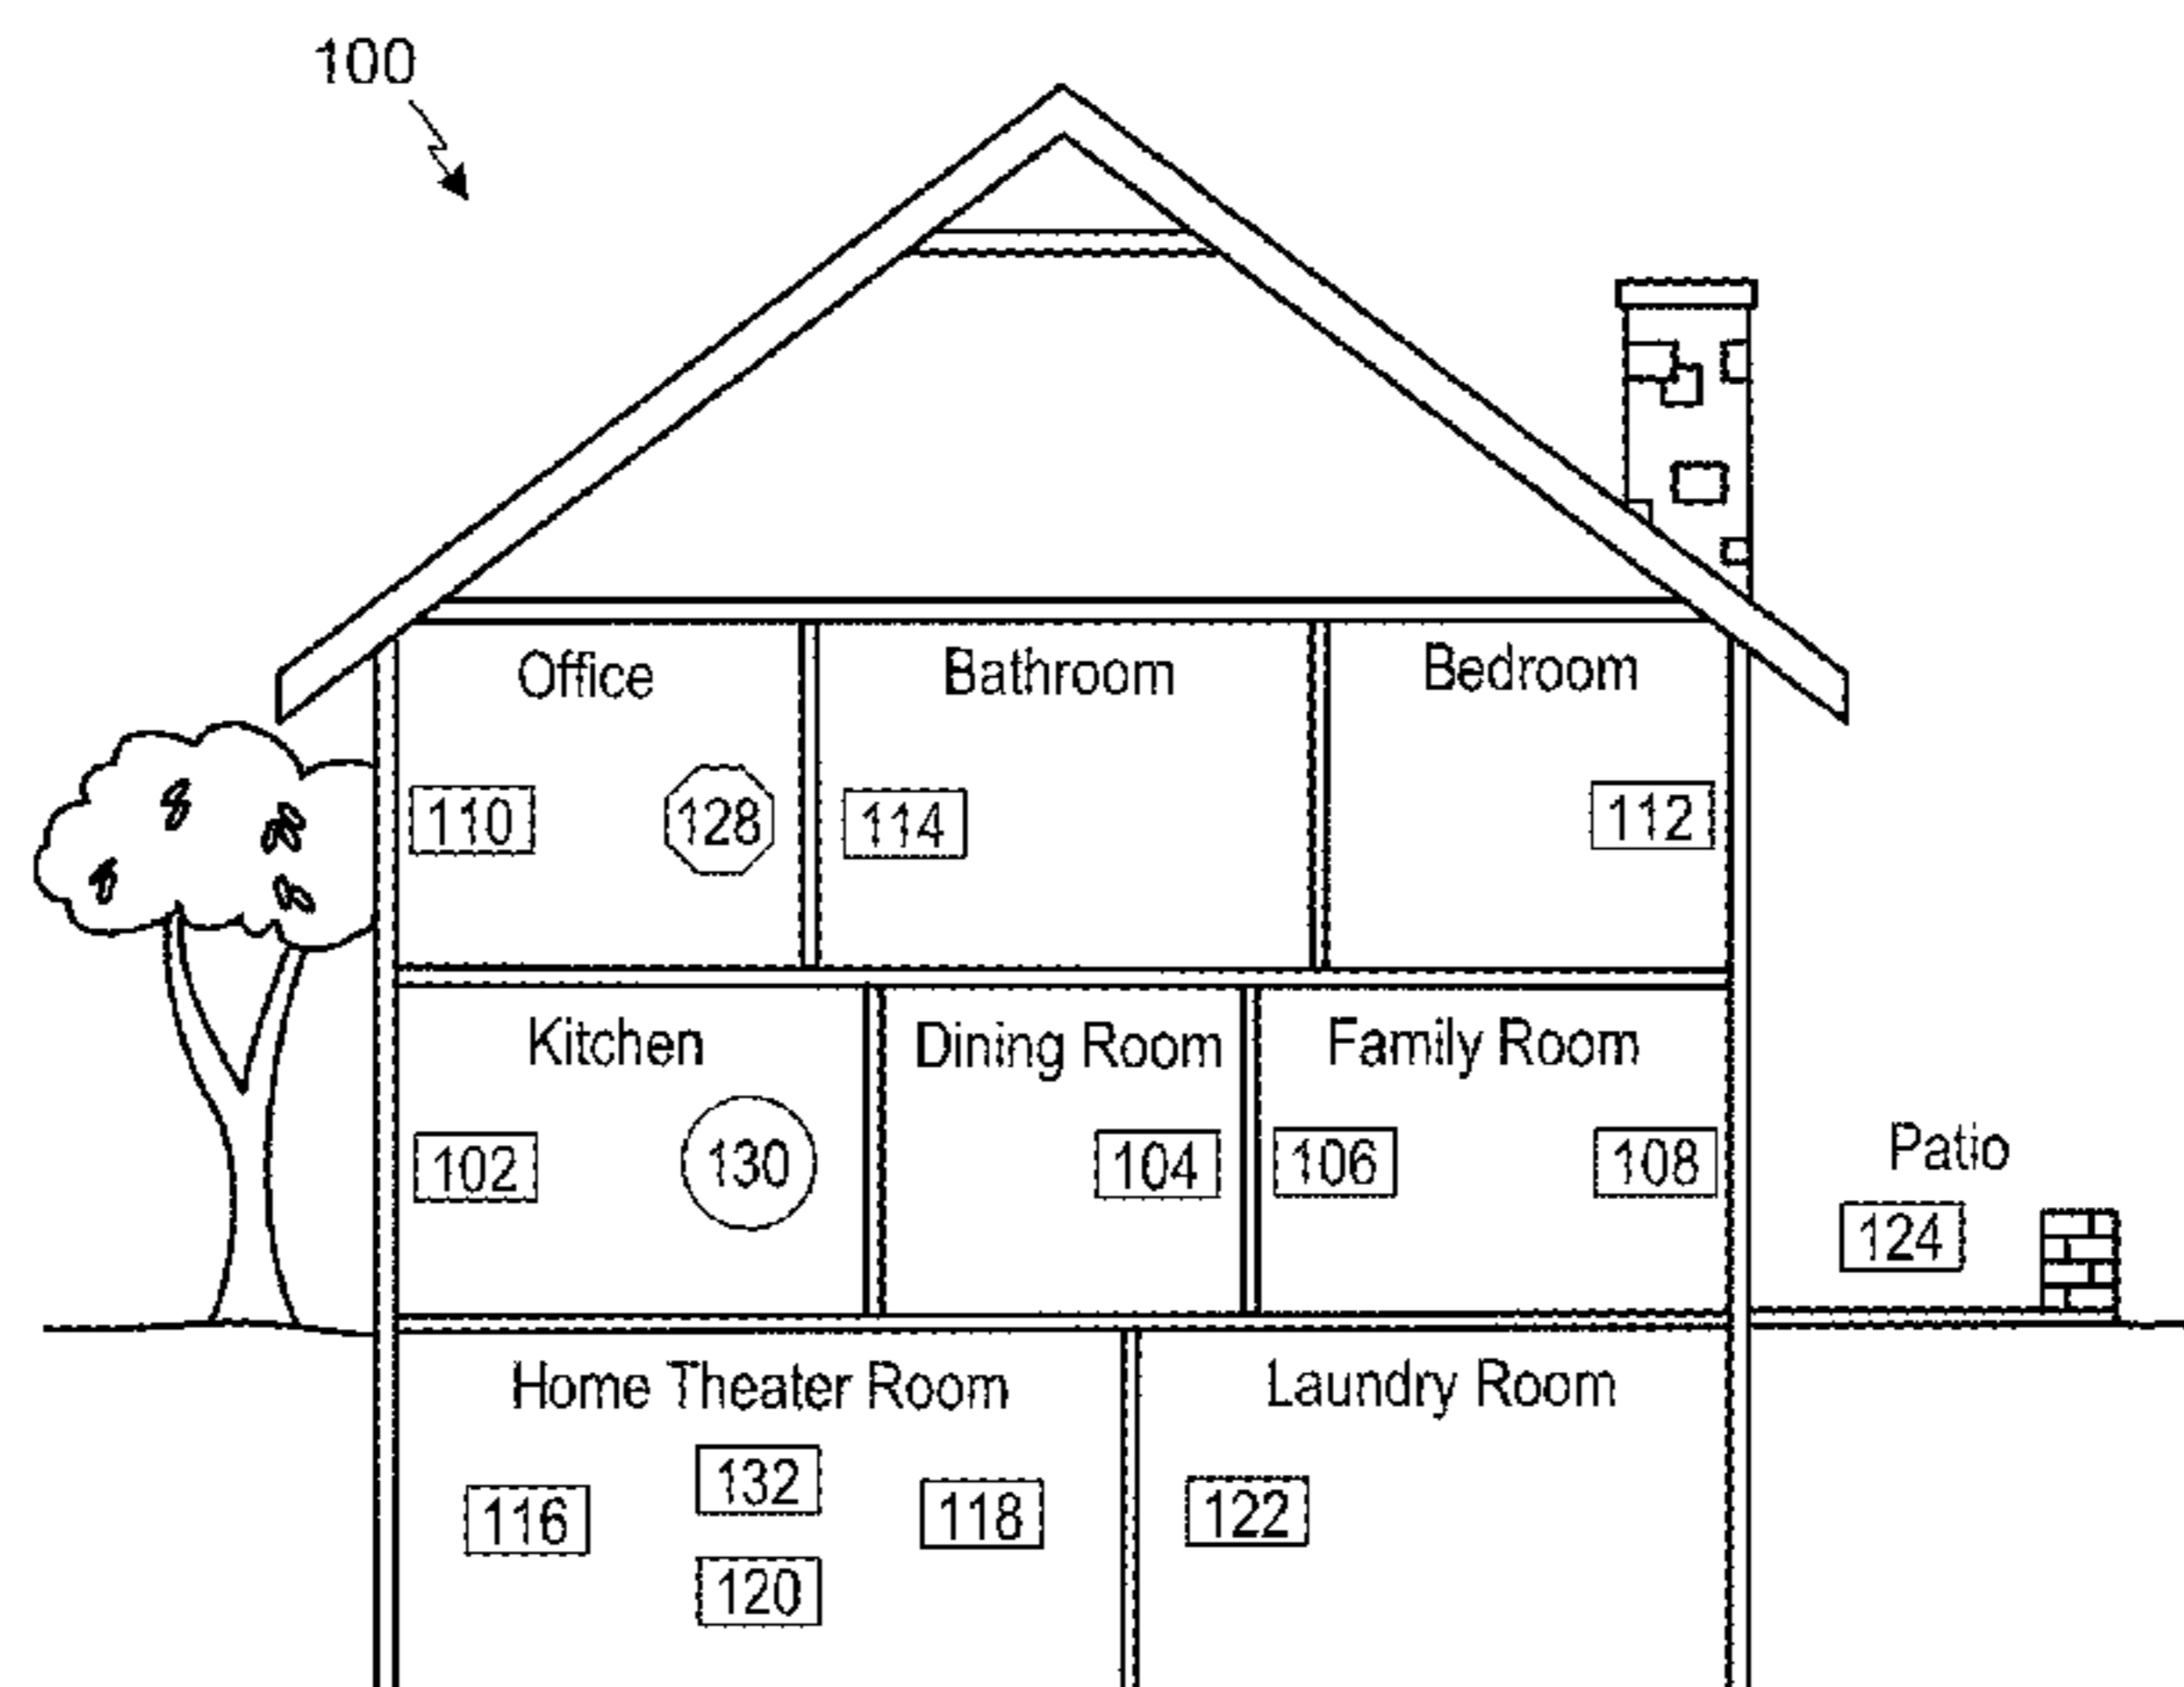 100
Office
Bathroom
Bedroom
110
128
114
112
Kitchen
Dining Room
Family Room
102
130
104
106
108
Patio
124
Home Theater Room
Laundry Room
132
116
118
122
120